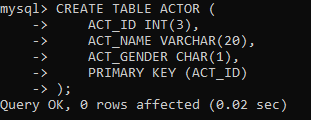 mysql> CREATE TABLE ACTOR (
    -> ACT_ID INT(3),
    -> ACT_NAME VARCHAR(20),
    -> ACT_GENDER CHAR(1),
    -> PRIMARY KEY (ACT_ID)
    -> );
Query OK, 0 rows affected (0.02 sec)